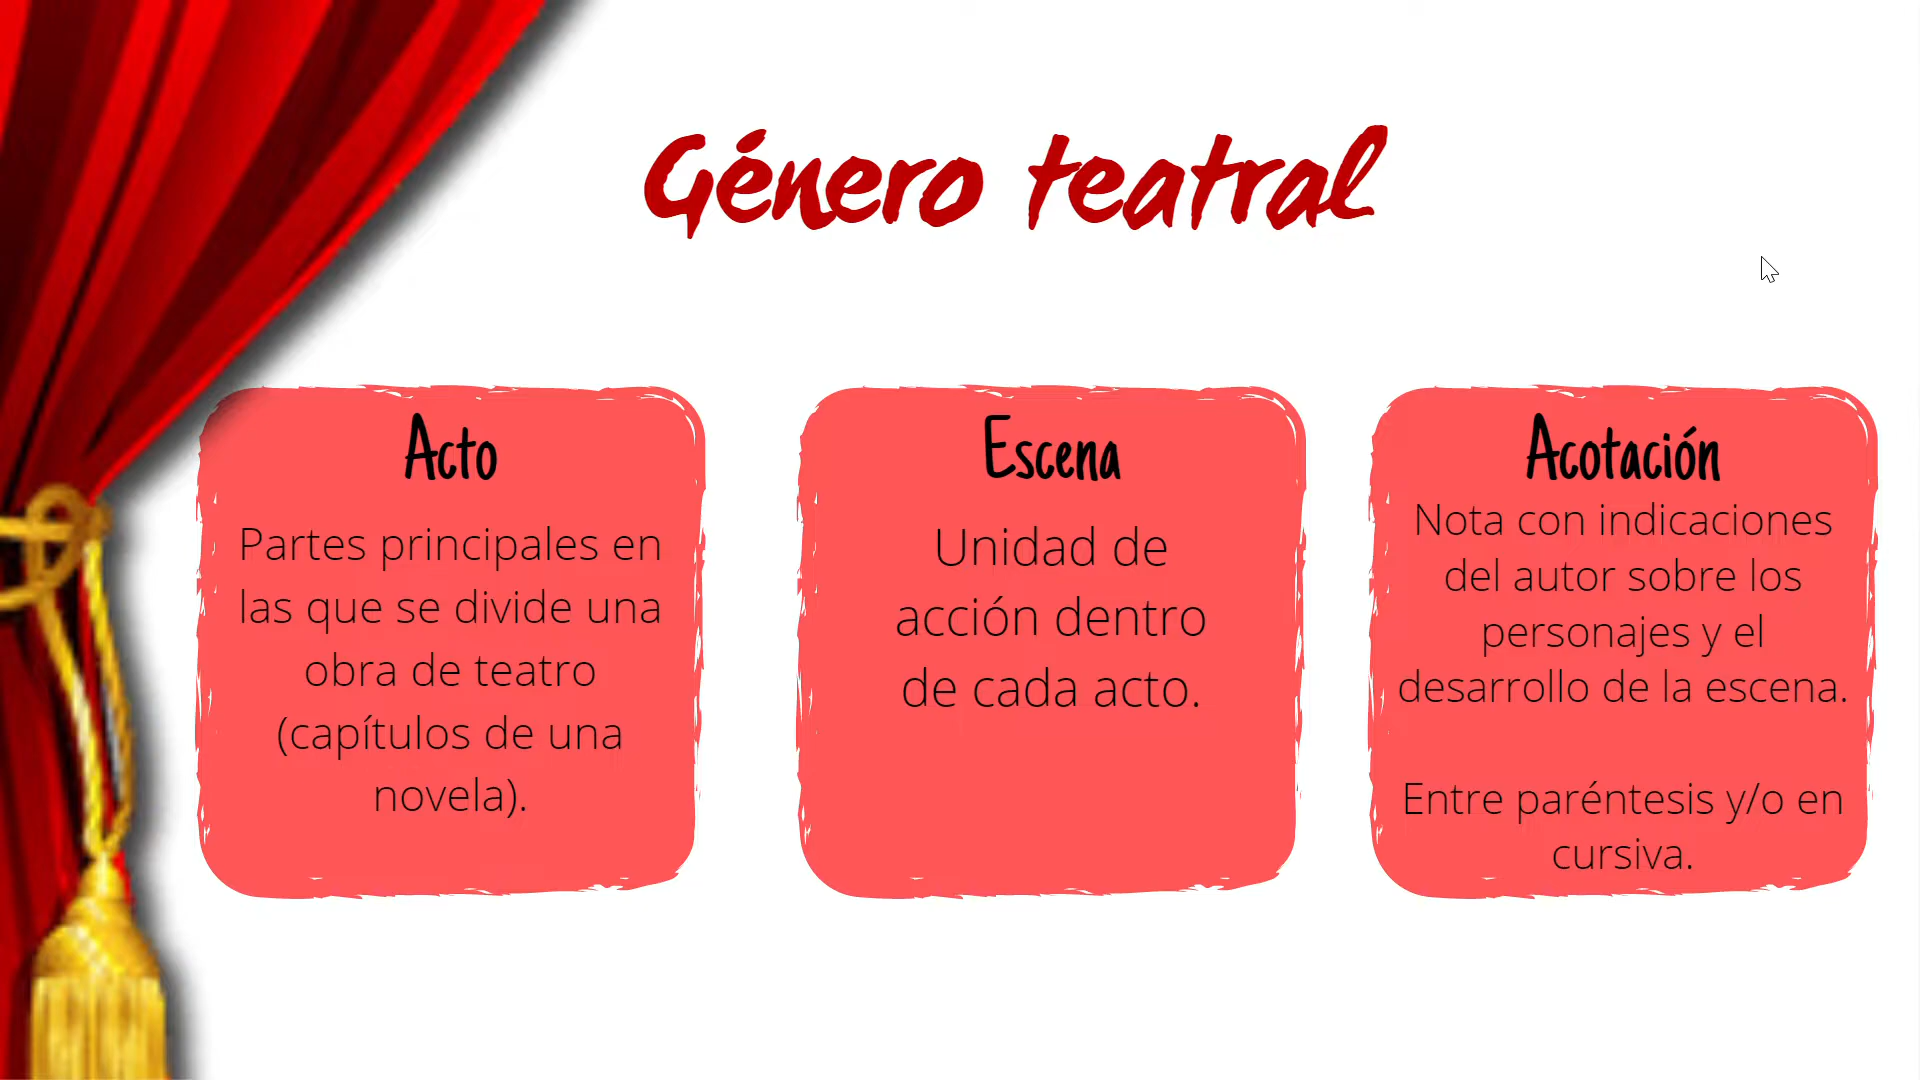 Género teatral
Acto
Partes principales en
las que se divide una
obra de teatro
(capítulos de una
novela).
Escena
Unidad de
acción dentro
de cada acto.
Acotación
Nota con indicaciones
del autor sobre los
personajes y el
desarrollo de la escena.
Entre paréntesis y/o en
cursiva.